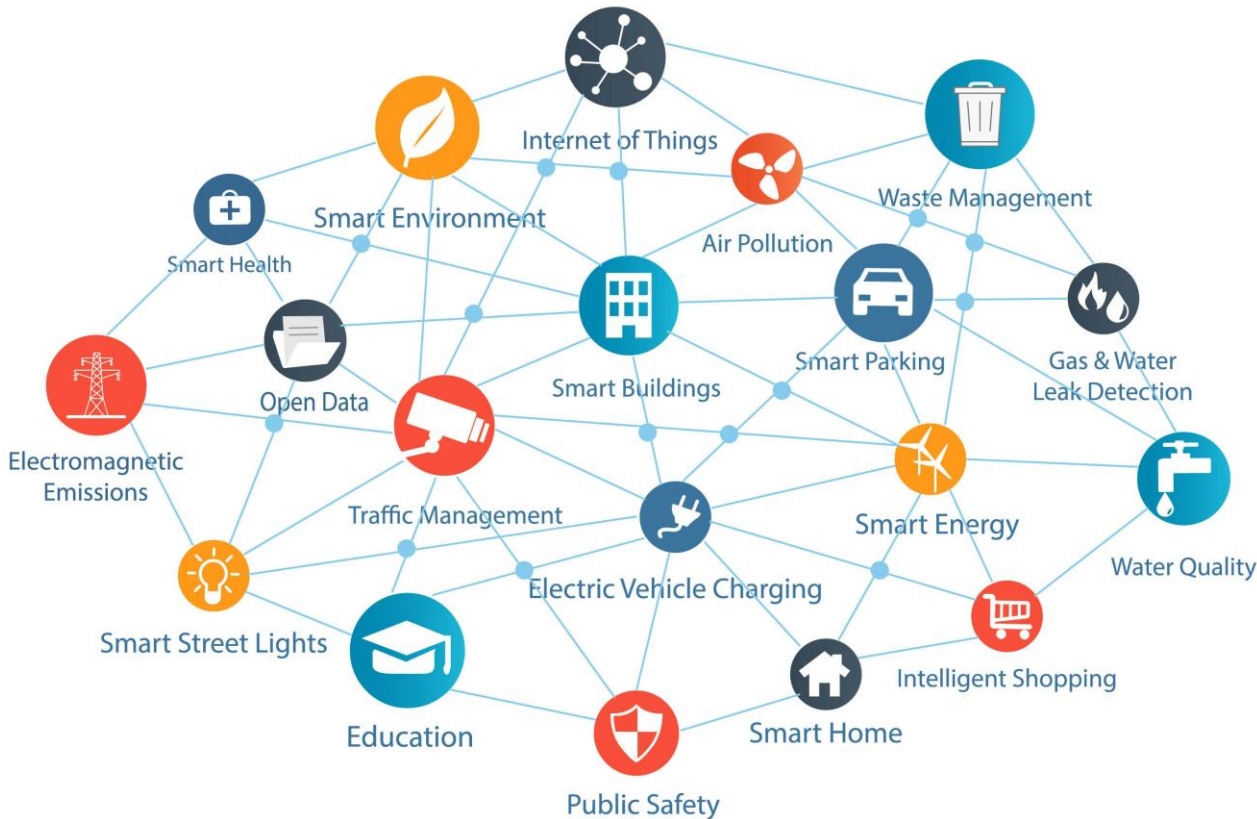 Internet of Things
Waste Management
Smart Environment
Air Pollution
Smart Health
Smart Parking
Gas & Water
Leak Detection
Smart Buildings
Open Data
Electromagnetic
Emissions
Traffic Management
Smart Energy
Water Quality
Electric Vehicle Charging
Smart Street Lights
Intelligent Shopping
Education
Smart Home
Public Safety